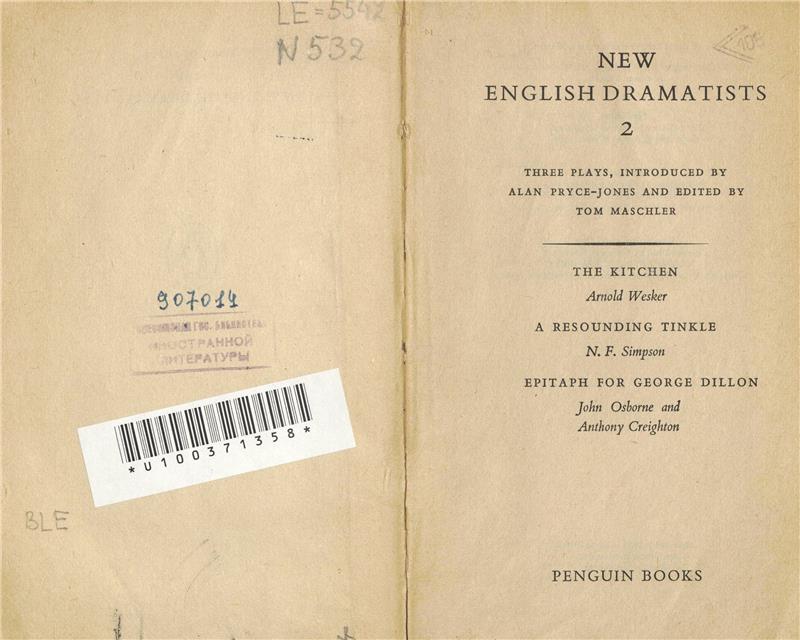 LE=5542
N 532
907014
ИНОСТРАННОЙ
ЛИТЕРАТУРЫ
*U100371358*
BLE
105
NEW
ENGLISH DRAMATISTS
2
THREE PLAYS, INTRODUCED BY
ALAN PRYCE-JONES AND EDITED BY
TOM MASCHLER
THE KITCHEN
Arnold Wesker
A RESOUNDING TINKLE
N. F. Simpson
EPITAPH FOR GEORGE DILLON
John Osborne and
Anthony Creighton
PENGUIN BOOKS